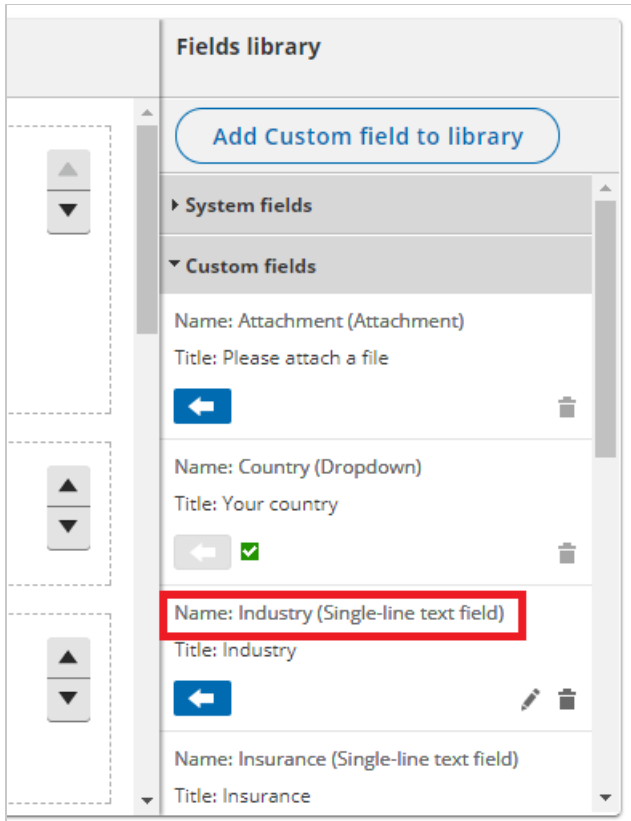 Fields library
Add Custom field to library
System fields
Custom fields
Name: Attachment (Attachment)
Title: Please attach a file
Name: Country (Dropdown)
Title: Your country
Name: Industry (Single-line text field)
Title: Industry
Name: Insurance (Single-line text field)
Title: Insurance